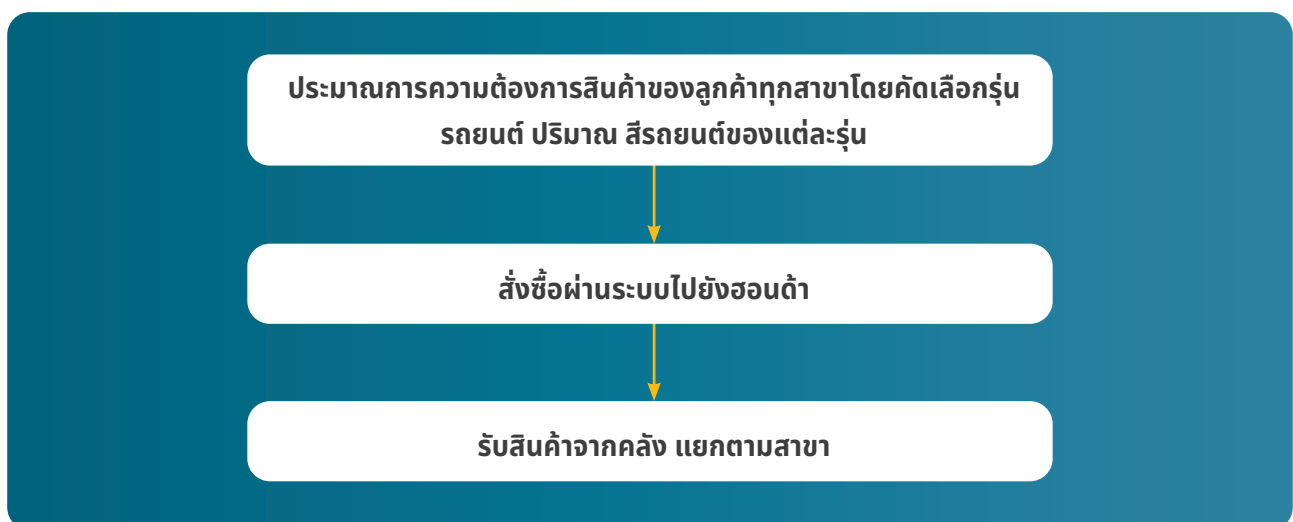 ประมาณการความต้องการสินค้าของลูกค้าทุกสาขาโดยคัดเลือกรุ่น
รถยนต์ ปริมาณ สีรถยนต์ของแต่ละรุ่น
สั่งซื้อผ่านระบบไปยังฮอนด้า
รับสินค้าจากคลัง แยกตามสาขา